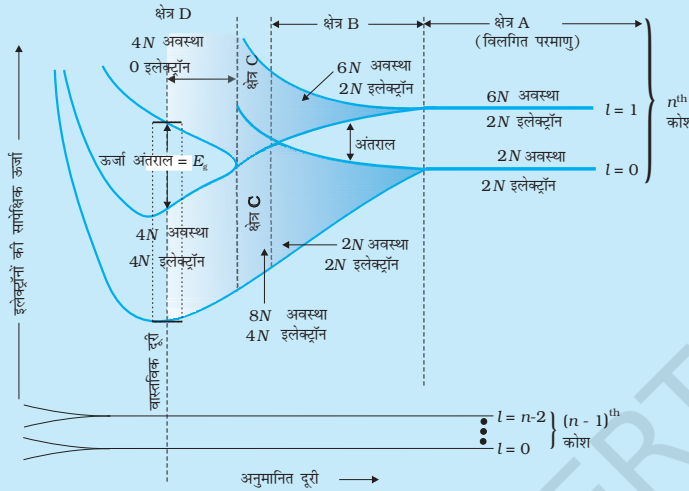 क्षेत्र D
4N अवस्था
0 इलेक्ट्रॉन
क्षेत्र C
क्षेत्र B
क्षेत्र A
(विलगित परमाणु)
6N अवस्था
2N इलेक्ट्रॉन
6N अवस्था
2N इलेक्ट्रॉन
l = 1
nth
कोश
अंतराल
ऊर्जा अंतराल = Eg
2N अवस्था
2N इलेक्ट्रॉन
l = 0
क्षेत्र C
4N अवस्था
4N इलेक्ट्रॉन
2N अवस्था
2N इलेक्ट्रॉन
8N अवस्था
4N इलेक्ट्रॉन
इलेक्ट्रॉनों की सापेक्षिक ऊर्जा
वास्तविक दूरी
l = n-2
(n - 1)th
कोश
l = 0
अनुमानित दूरी